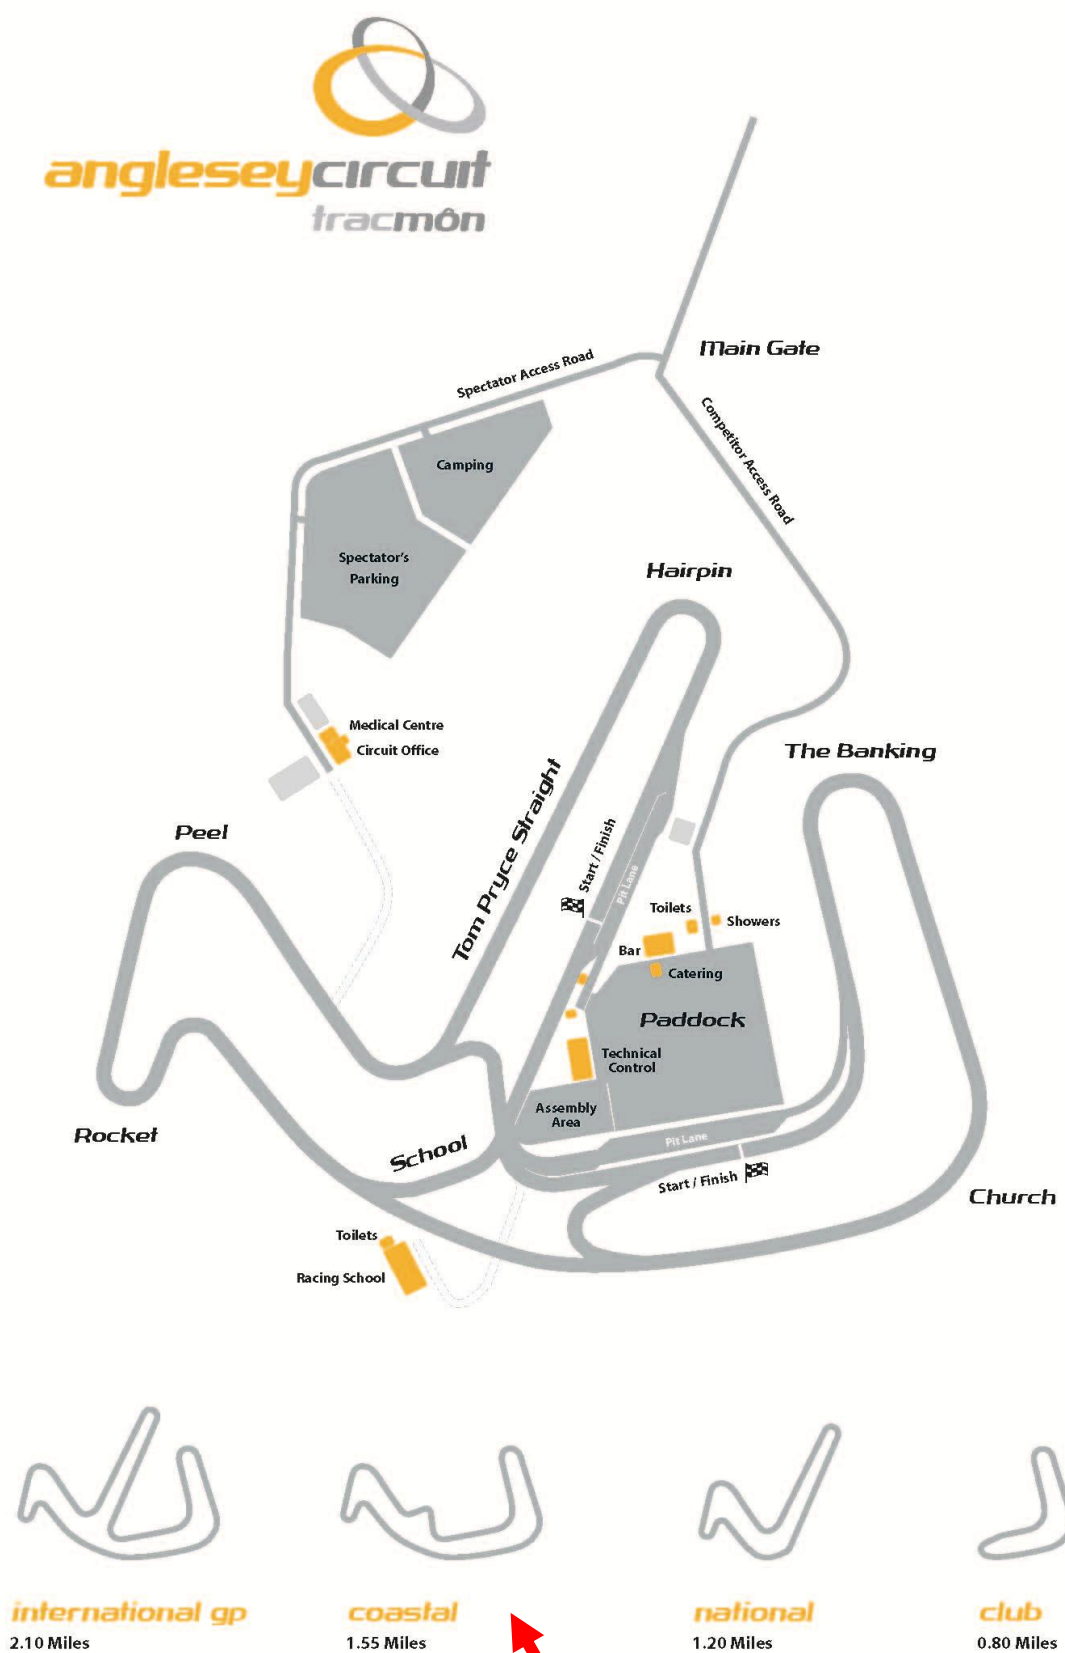 angleseycircuit
tracmôn
Main Gate
Spectator Access Road
Competitor Access Road
Camping
Spectator's
Parking
Hairpin
Medical Centre
Circuit Office
The Banking
Tom Pryce Straight
Peel
Start / Finish
Pit Lane
Toilets
Showers
Bar
Catering
Paddock
Technical
Control
Assembly
Area
Rocket
School
Pit Lane
Start / Finish
Church
Toilets
Racing School
international gp
2.10 Miles
coastal
1.55 Miles
national
1.20 Miles
club
0.80 Miles